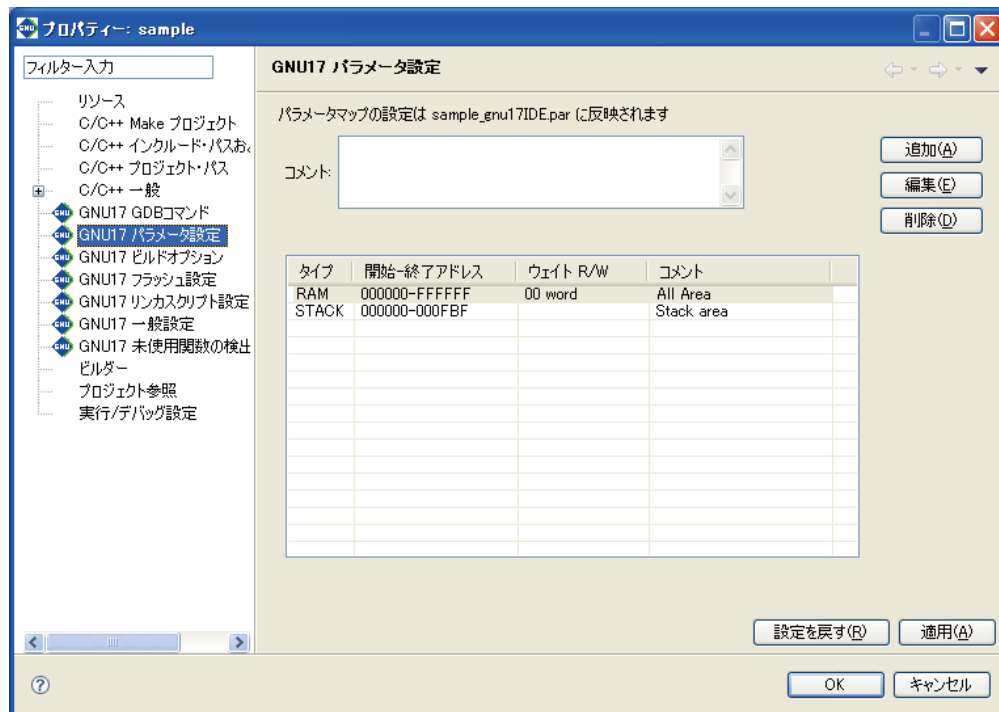 プロパティー: sample
フィルター入力
リソース
C/C++ Make プロジェクト
C/C++ インクルード・パスお。
C/C++ プロジェクト・パス
C/C++ 一般
GNU17 GDBコマンド
GNU17 パラメータ設定
GNU17 ビルドオプション
GNU17 フラッシュ設定
GNU17 リンカスクリプト設定
GNU17 一般設定
GNU17 未使用関数の検出
ビルダー
プロジェクト参照
実行/デバッグ設定
GNU17 パラメータ設定
パラメータマップの設定は sample_gnu17IDE.par に反映されます
コメント:
追加(A)
編集(E)
削除(D)
タイプ 開始-終了アドレス ウェイト R/W コメント
RAM 000000-FFFFFF 00 word All Area
STACK 000000-000FBF Stack area
設定を戻す(R) 適用(A)
OK キャンセル